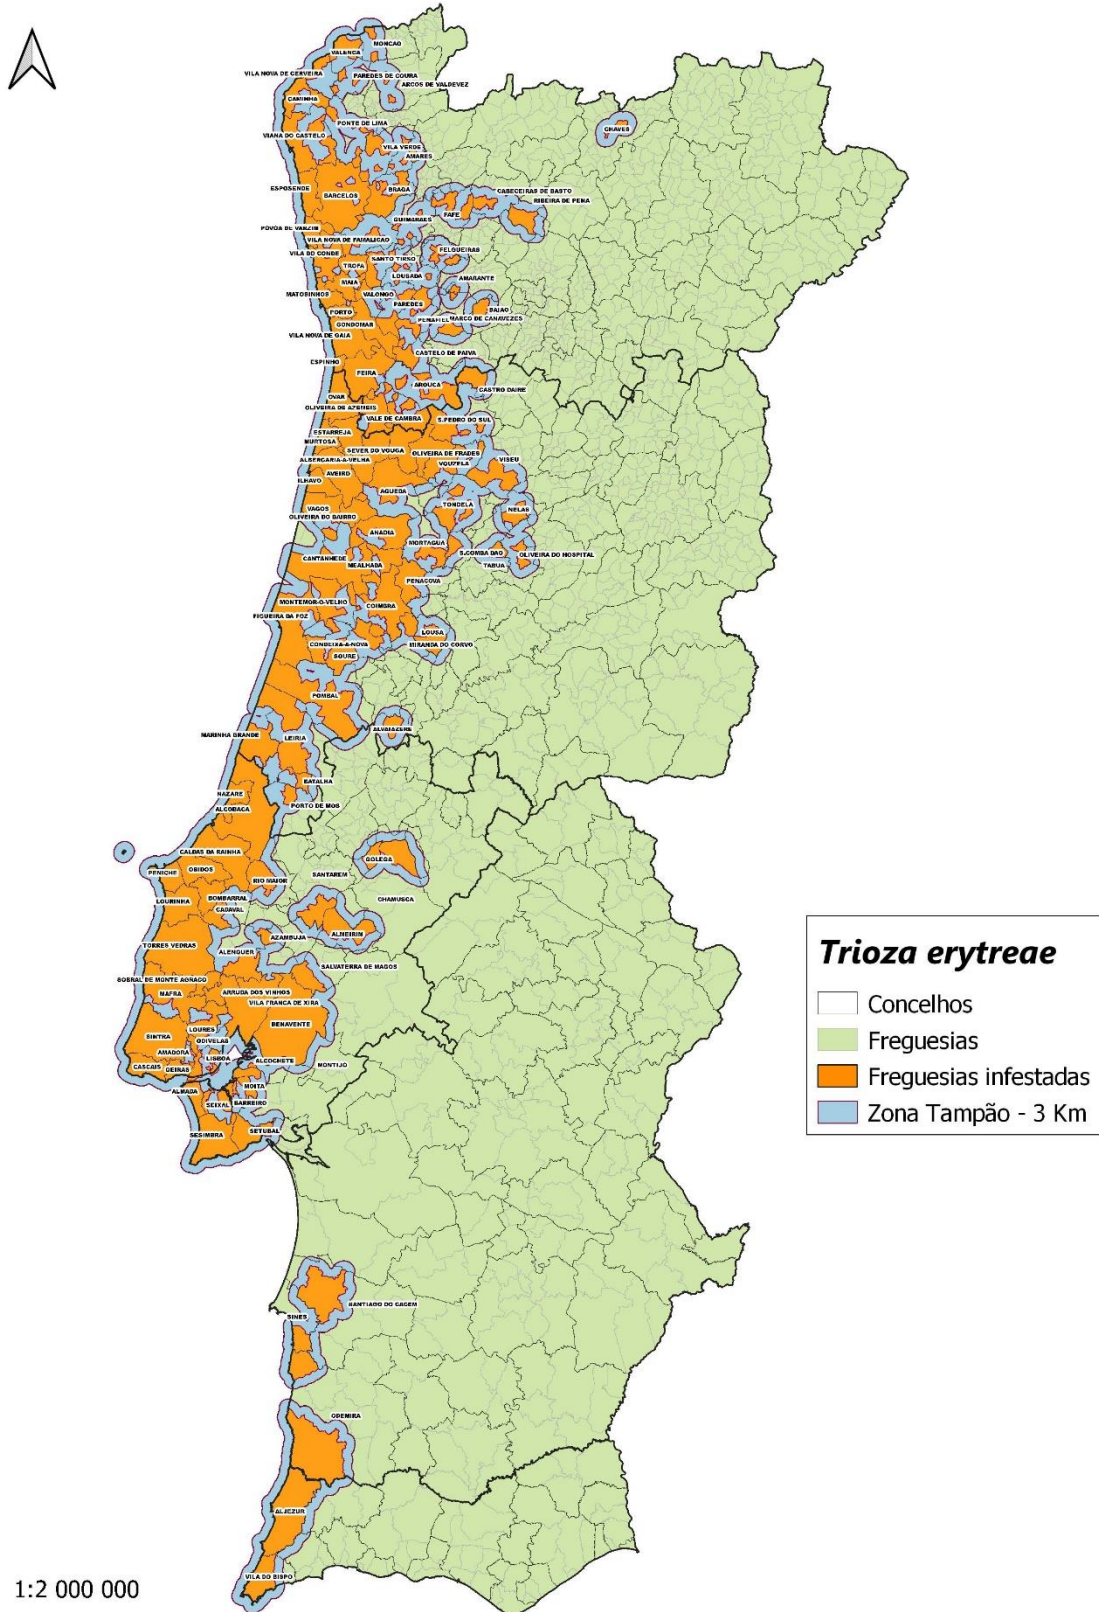 MONCAO
VALENCA
VILA NOVA DE CERVEIRA
PAREDES DE COURA
ARCOS DE VALDEVEZ
CAMINHA
PONTE DE LIMA
CHAVES
VIANA DO CASTELO
VILA VERDE
AMARES
ESPOSENDE
BRAGA
BARCELOS
CABECEIRAS DE BASTO
RIBEIRA DE PENA
GUIMARAES
FAFE
POVOA DE VARZIM
VILA NOVA DE FAMALICAO
VILA DO CONDE
FELGUEIRAS
SANTO TIRSO
TROFA
LOUSADA
AMARANTE
MAIA
MATOSINHOS
VALONGO
PAREDES
BAIAO
PORTO
PENAFIEL
MARCO DE CANAVEZES
GONDOMAR
VILA NOVA DE GAIA
CASTELO DE PAIVA
ESPINHO
FEIRA
AROUCA
CASTRO DAIRE
OVAR
OLIVEIRA DE AZEMEIS
VALE DE CAMBRA
S.PEDRO DO SUL
ESTARREJA
MURTOSA
SEVER DO VOUGA
OLIVEIRA DE FRADES
ALBERGARIA-A-VELHA
VOUZELA
VISEU
AVEIRO
ILHAVO
AGUEDA
TONDELA
NELAS
VAGOS
OLIVEIRA DO BAIRRO
ANADIA
MORTAGUA
S.COMBA DAO
OLIVEIRA DO HOSPITAL
CANTANHEDE
MEALHADA
TABUA
PENACOVA
MONTEMOR-O-VELHO
COIMBRA
FIGUEIRA DA FOZ
LOUSA
CONDEIXA-A-NOVA
MIRANDA DO CORVO
SOURE
POMBAL
ALVAIAZERE
MARINHA GRANDE
LEIRIA
BATALHA
NAZARE
PORTO DE MOS
ALCOBACA
CALDAS DA RAINHA
GOLEGA
PENICHE
OBIDOS
SANTAREM
RIO MAIOR
LOURINHA
BOMBARRAL
CHAMUSCA
CADAVAL
ALMEIRIM
AZAMBUJA
TORRES VEDRAS
ALENQUER
SALVATERRA DE MAGOS
SOBRAL DE MONTE AGRACO
MAFRA
ARRUDA DOS VINHOS
VILA FRANCA DE XIRA
BENAVENTE
LOURES
SINTRA
ODIVELAS
AMADORA
LISBOA
ALCOCHETE
CASCAIS
OEIRAS
MONTIJO
ALMADA
MOITA
SEIXAL
BARREIRO
SESIMBRA
SETUBAL
SANTIAGO DO CACEM
SINES
ODEMIRA
ALJEZUR
VILA DO BISPO
Trioza erytreae
Concelhos
Freguesias
Freguesias infestadas
Zona Tampão - 3 Km
1:2 000 000